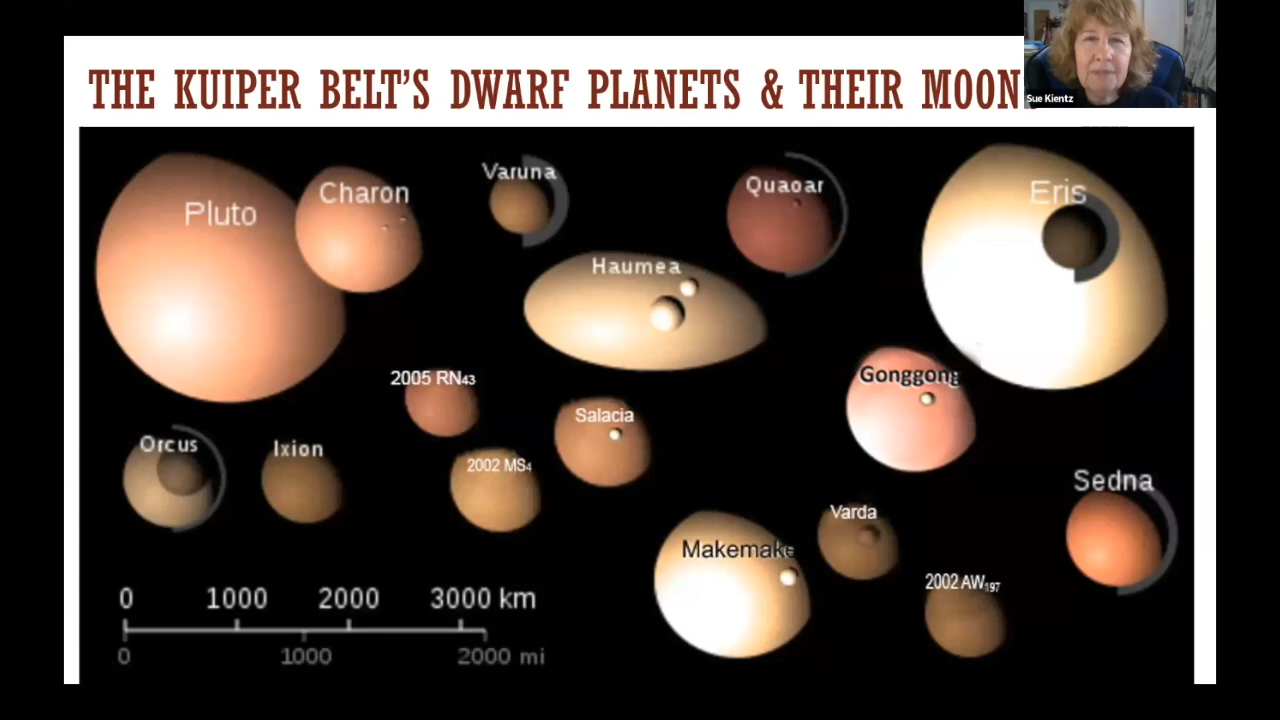 THE KUIPER BELT'S DWARF PLANETS & THEIR MOON
Sue Kientz
Pluto
Charon
Varuna
Quaoar
Eris
Haumea
2005 RN43
Gonggong
Salacia
Orcus
Ixion
2002 MS4
Sedna
Varda
Makemake
2002 AW197
0 1000 2000 3000 km
0 1000 2000 mi